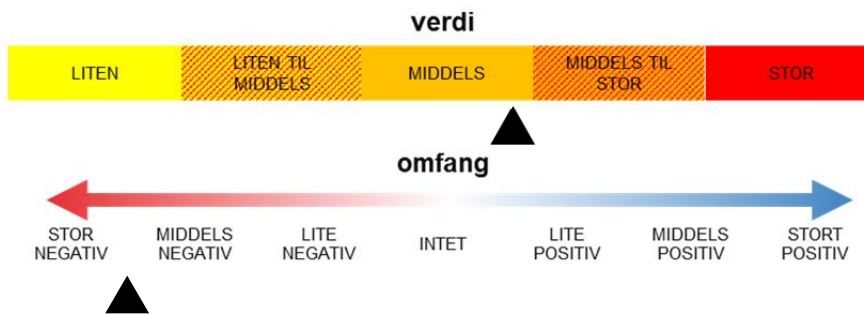 verdi
LITEN
LITEN TIL
MIDDELS
MIDDELS
MIDDELS TIL
STOR
STOR
omfang
STOR
NEGATIV
MIDDELS
NEGATIV
LITE
NEGATIV
INTET
LITE
POSITIV
MIDDELS
POSITIV
STORT
POSITIV